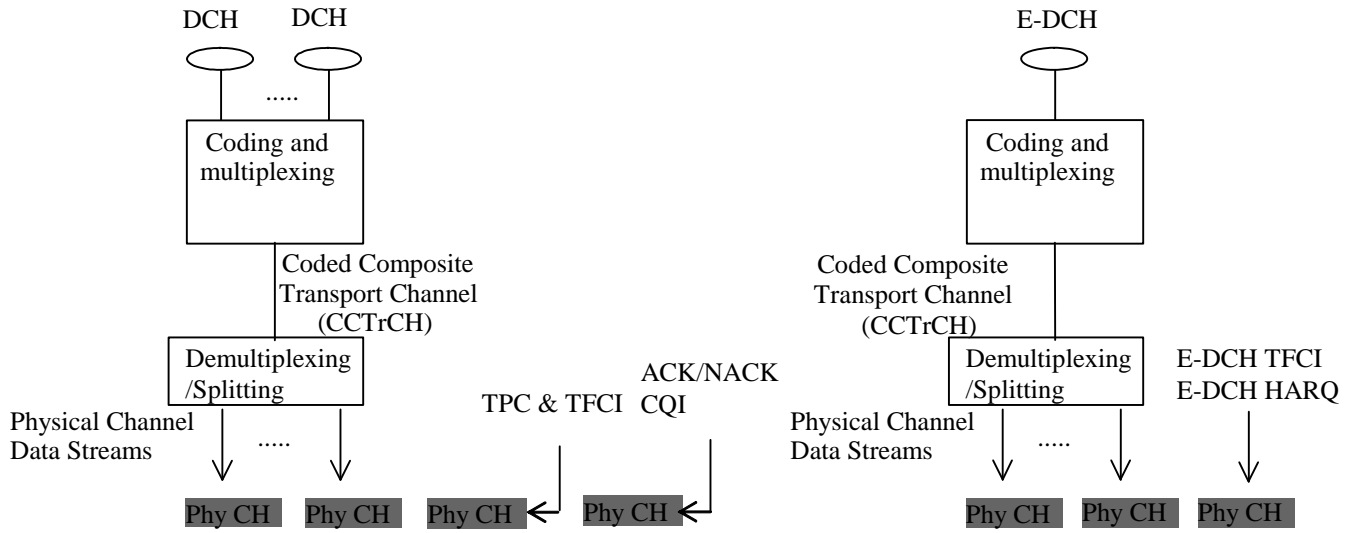 DCH DCH
.....
Coding and
multiplexing
Coded Composite
Transport Channel
(CCTrCH)
Demultiplexing
/Splitting
Physical Channel
Data Streams
.....
TPC & TFCI
ACK/NACK
CQI
Phy CH Phy CH Phy CH Phy CH
E-DCH
Coding and
multiplexing
Coded Composite
Transport Channel
(CCTrCH)
Demultiplexing
/Splitting
E-DCH TFCI
E-DCH HARQ
Physical Channel
Data Streams
.....
Phy CH Phy CH Phy CH